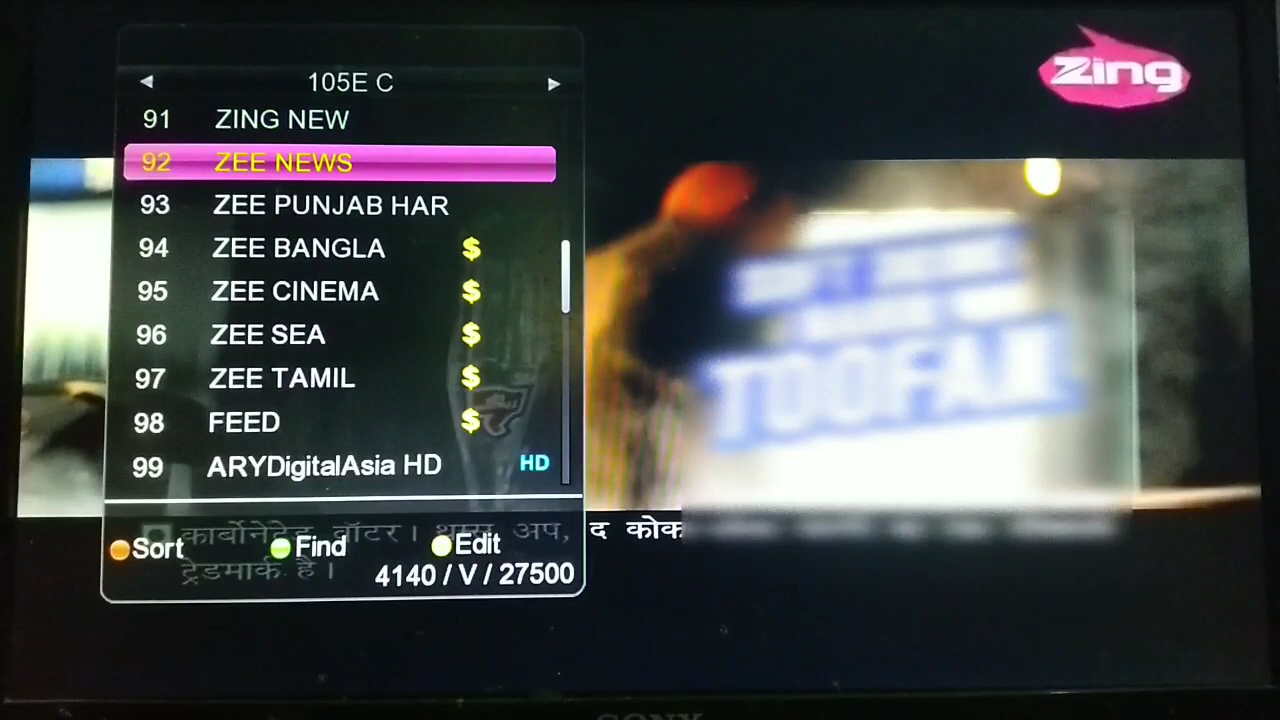 105E C
91 ZING NEW
92 ZEE NEWS
93 ZEE PUNJAB HAR
94 ZEE BANGLA $
95 ZEE CINEMA $
96 ZEE SEA $
97 ZEE TAMIL $
98 FEED $
99 ARYDigitalAsia HD HD
Sort Find Edit
4140 / V / 27500
Zing
TOOFAN
कार्बोनेटेड वॉटर। थम्स अप, द कोक
ट्रेडमार्क है।
SONY